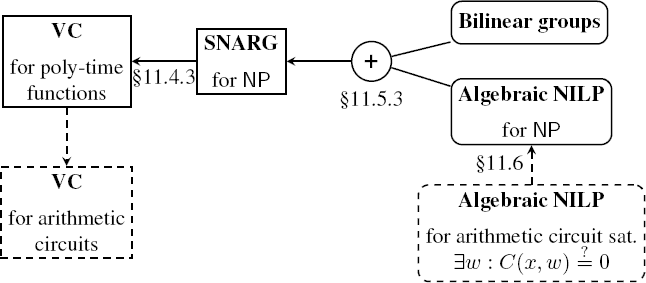 VC
for poly-time
functions
§11.4.3
SNARG
for NP
+
§11.5.3
Bilinear groups
Algebraic NILP
for NP
§11.6
VC
for arithmetic
circuits
Algebraic NILP
for arithmetic circuit sat.
∃w : C(x, w) ≟ 0